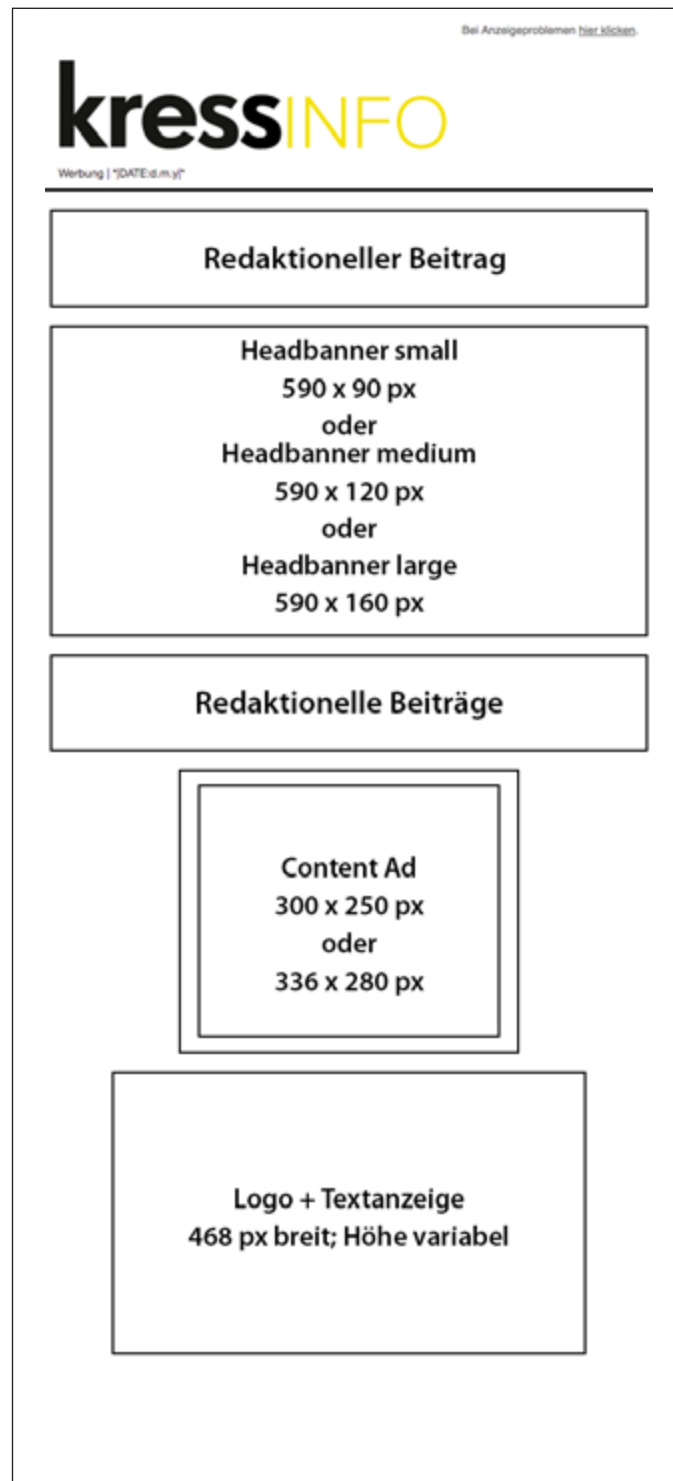 Bei Anzeigeproblemen hier klicken.
kressINFO
Werbung | *|DATE:d.m.y|*
Redaktioneller Beitrag
Headbanner small
590 x 90 px
oder
Headbanner medium
590 x 120 px
oder
Headbanner large
590 x 160 px
Redaktionelle Beiträge
Content Ad
300 x 250 px
oder
336 x 280 px
Logo + Textanzeige
468 px breit; Höhe variabel